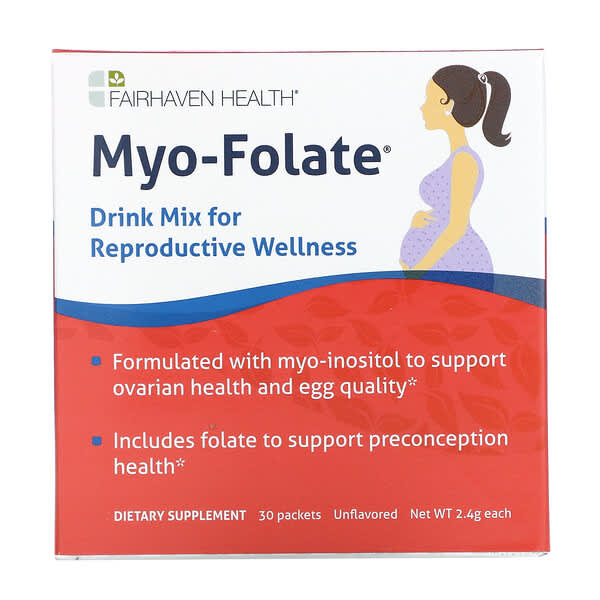 FAIRHAVEN HEALTH®
Myo-Folate®
Drink Mix for
Reproductive Wellness
Formulated with myo-inositol to support
ovarian health and egg quality*
Includes folate to support preconception
health*
DIETARY SUPPLEMENT 30 packets Unflavored Net WT 2.4g each